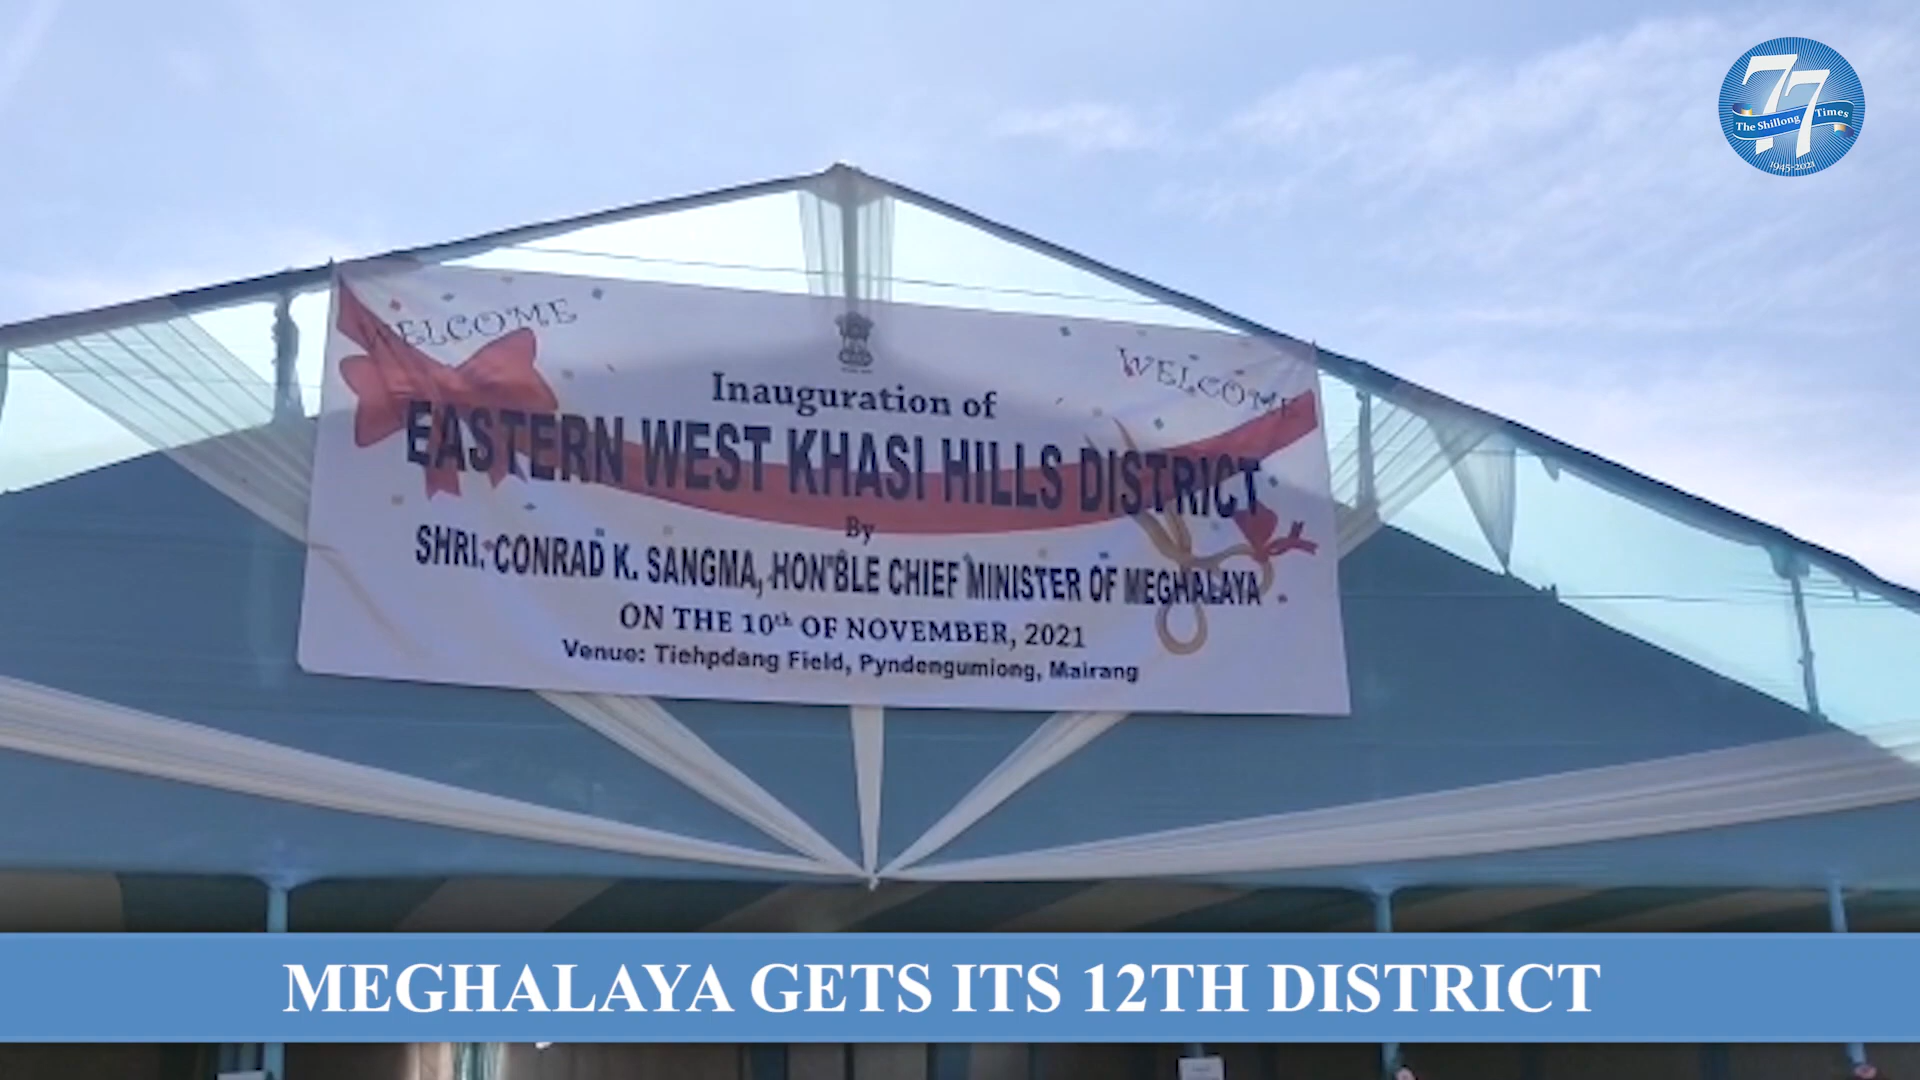 77
The Shillong Times
1945-2021
WELCOME
WELCOME
Inauguration of
EASTERN WEST KHASI HILLS DISTRICT
By
SHRI. CONRAD K. SANGMA, HON'BLE CHIEF MINISTER OF MEGHALAYA
ON THE 10th OF NOVEMBER, 2021
Venue: Tiehpdang Field, Pyndengumiong, Mairang
MEGHALAYA GETS ITS 12TH DISTRICT